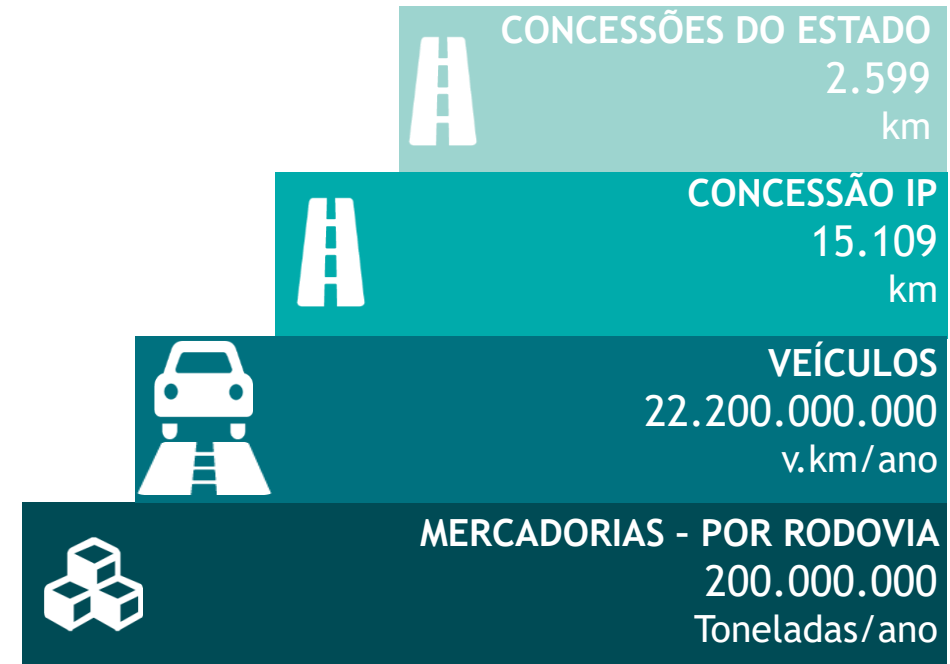 CONCESSÕES DO ESTADO
2.599
km
CONCESSÃO IP
15.109
km
VEÍCULOS
22.200.000.000
v.km/ano
MERCADORIAS – POR RODOVIA
200.000.000
Toneladas/ano